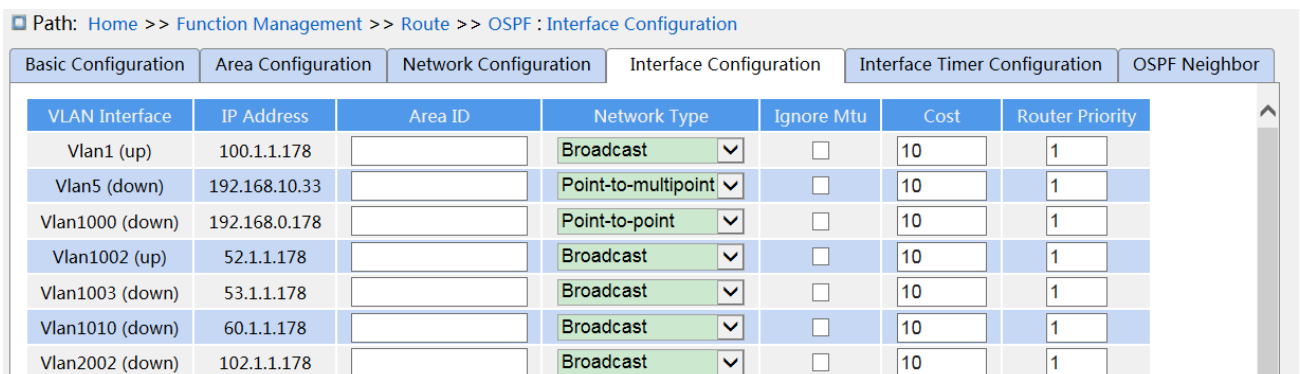 Path: Home >> Function Management >> Route >> OSPF : Interface Configuration
Basic Configuration Area Configuration Network Configuration Interface Configuration Interface Timer Configuration OSPF Neighbor
VLAN Interface IP Address Area ID Network Type Ignore Mtu Cost Router Priority
Vlan1 (up) 100.1.1.178 Broadcast 10 1
Vlan5 (down) 192.168.10.33 Point-to-multipoint 10 1
Vlan1000 (down) 192.168.0.178 Point-to-point 10 1
Vlan1002 (up) 52.1.1.178 Broadcast 10 1
Vlan1003 (down) 53.1.1.178 Broadcast 10 1
Vlan1010 (down) 60.1.1.178 Broadcast 10 1
Vlan2002 (down) 102.1.1.178 Broadcast 10 1